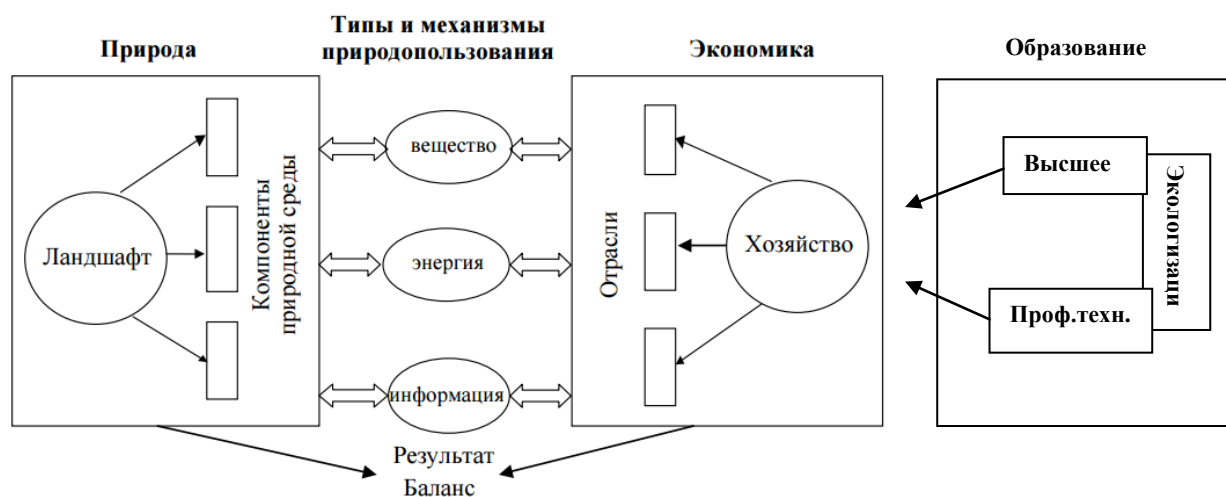 Природа
Типы и механизмы
природопользования
Экономика
Образование
Ландшафт
Компоненты
природной среды
вещество
энергия
информация
Отрасли
Хозяйство
Высшее
Проф.техн.
Экологизаци
Результат
Баланс